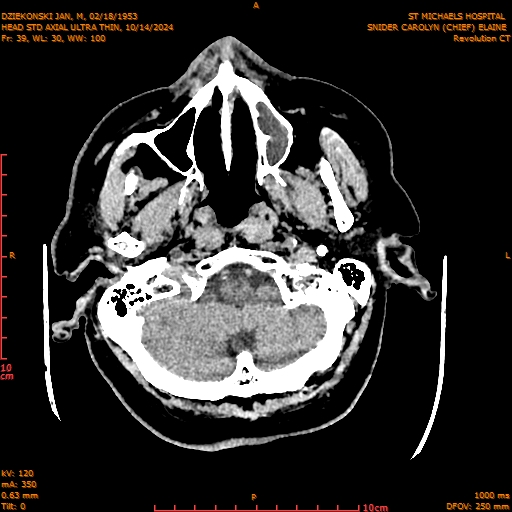 A
DZIEKONSKI JAN, M, 02/18/1953
HEAD STD AXIAL ULTRA THIN, 10/14/2024
Fr: 39, WL: 30, WW: 100
ST MICHAELS HOSPITAL
SNIDER CAROLYN (CHIEF) ELAINE
Revolution CT
R
L
10
cm
kV: 120
mA: 350
0.63 mm
Tilt: 0
P
10cm
1000 ms
DFOV: 250 mm